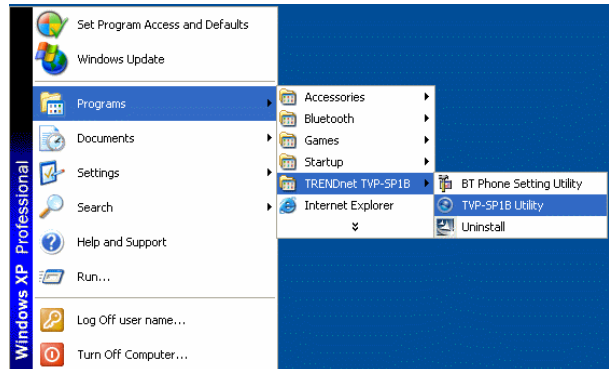 Set Program Access and Defaults
Windows Update
Programs
Documents
Settings
Search
Help and Support
Run...
Log Off user name...
Turn Off Computer...
Windows XP Professional
Accessories
Bluetooth
Games
Startup
TRENDnet TVP-SP1B
Internet Explorer
BT Phone Setting Utility
TVP-SP1B Utility
Uninstall